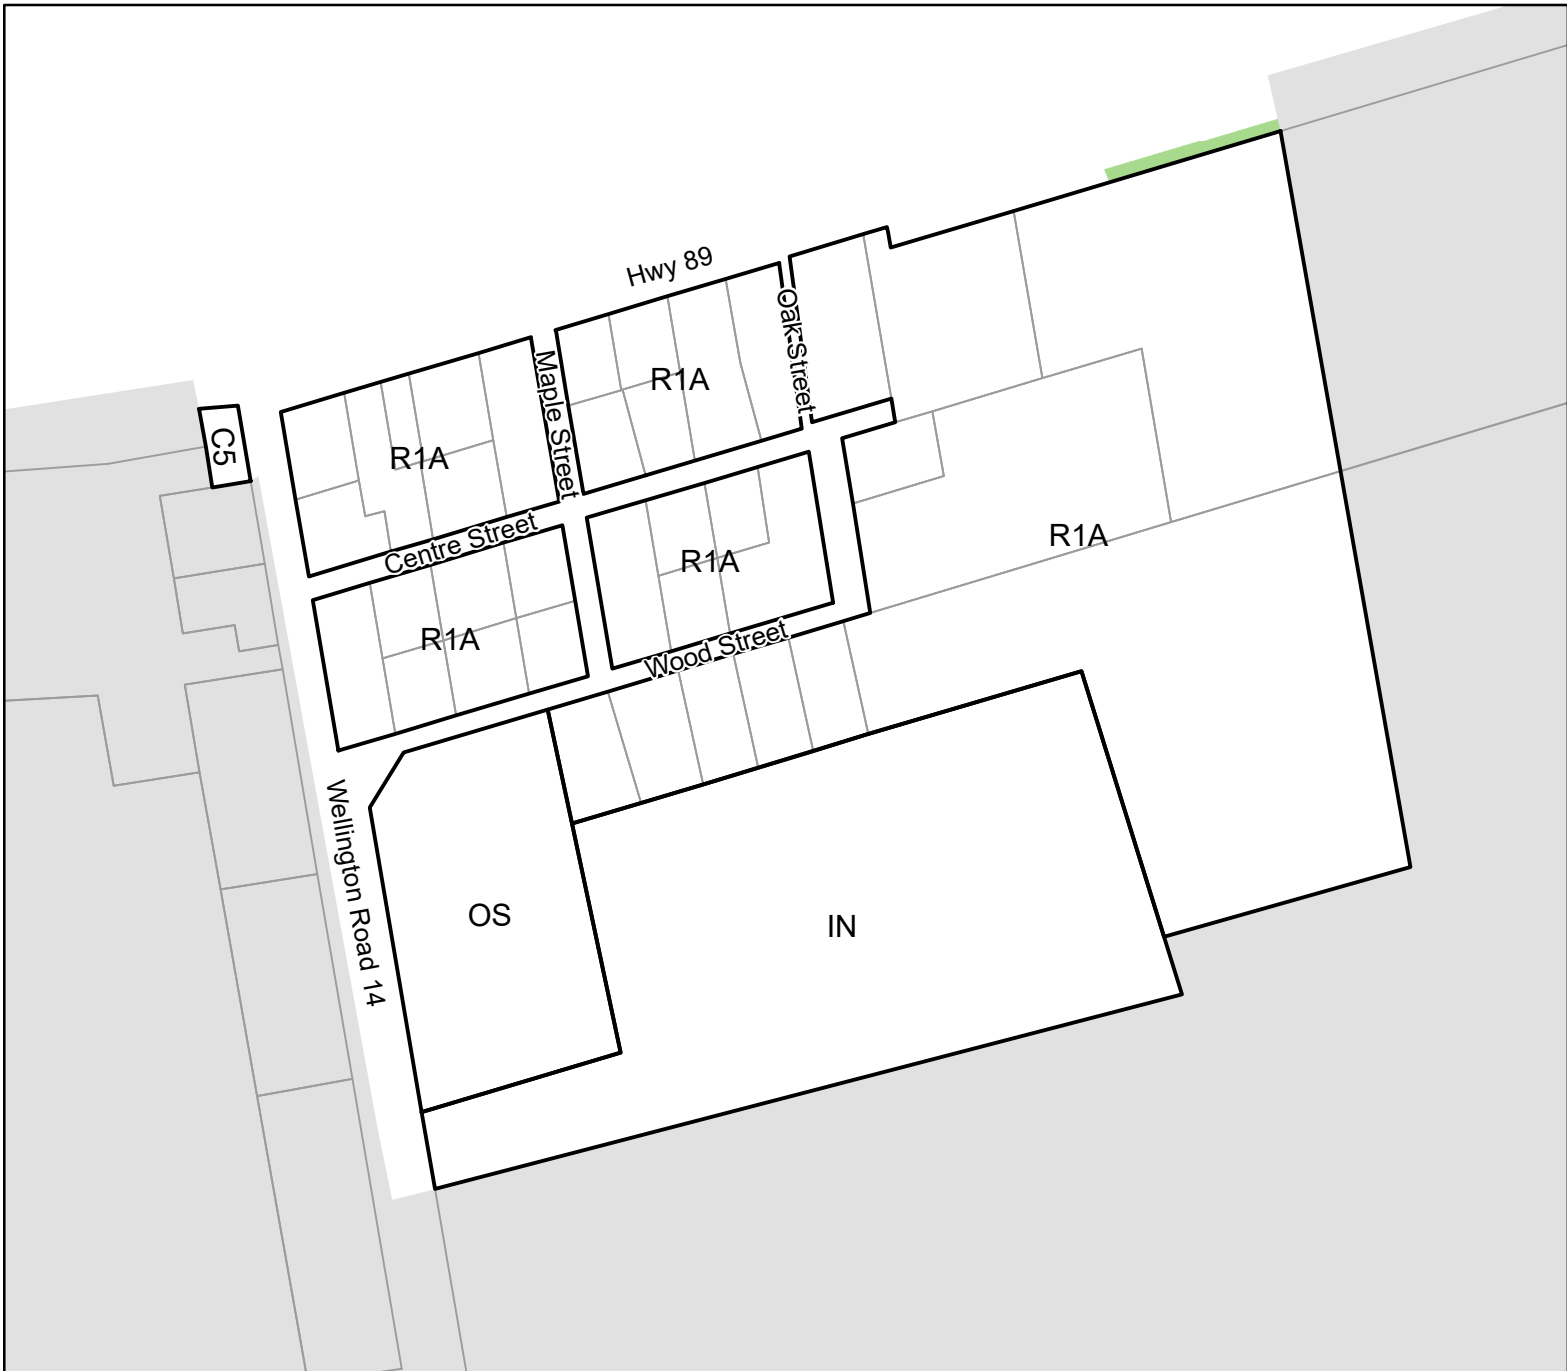 Hwy 89
Oak Street
Maple Street
R1A
R1A
C5
Centre Street
R1A
R1A
R1A
Wood Street
Wellington Road 14
OS
IN